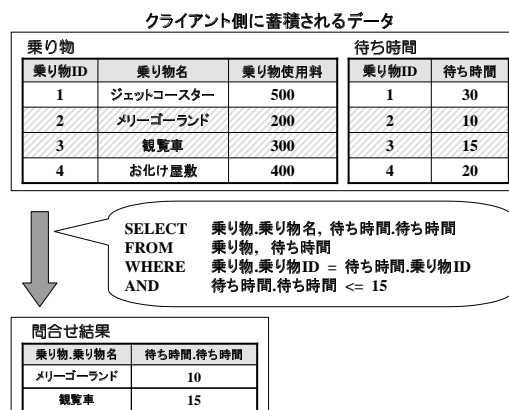 クライアント側に蓄積されるデータ
乗り物
乗り物ID 乗り物名 乗り物使用料
1 ジェットコースター 500
2 メリーゴーランド 200
3 観覧車 300
4 お化け屋敷 400
待ち時間
乗り物ID 待ち時間
1 30
2 10
3 15
4 20
SELECT 乗り物.乗り物名, 待ち時間.待ち時間
FROM 乗り物, 待ち時間
WHERE 乗り物.乗り物ID = 待ち時間.乗り物ID
AND 待ち時間.待ち時間 <= 15
問合せ結果
乗り物.乗り物名 待ち時間.待ち時間
メリーゴーランド 10
観覧車 15